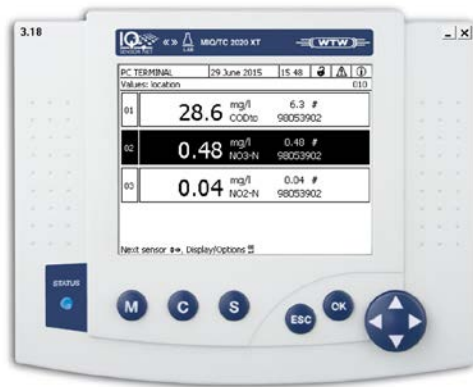 3.18
IQ SENSOR NET LAB MIQ/TC 2020 XT WTW
PC TERMINAL 29 June 2015 15 48
Values: location 010
01 28.6 mg/l CODto 6.3 # 98053902
02 0.48 mg/l NO3-N 0.48 # 98053902
03 0.04 mg/l NO2-N 0.04 # 98053902
Next sensor, Display/Options
STATUS
M C S ESC OK